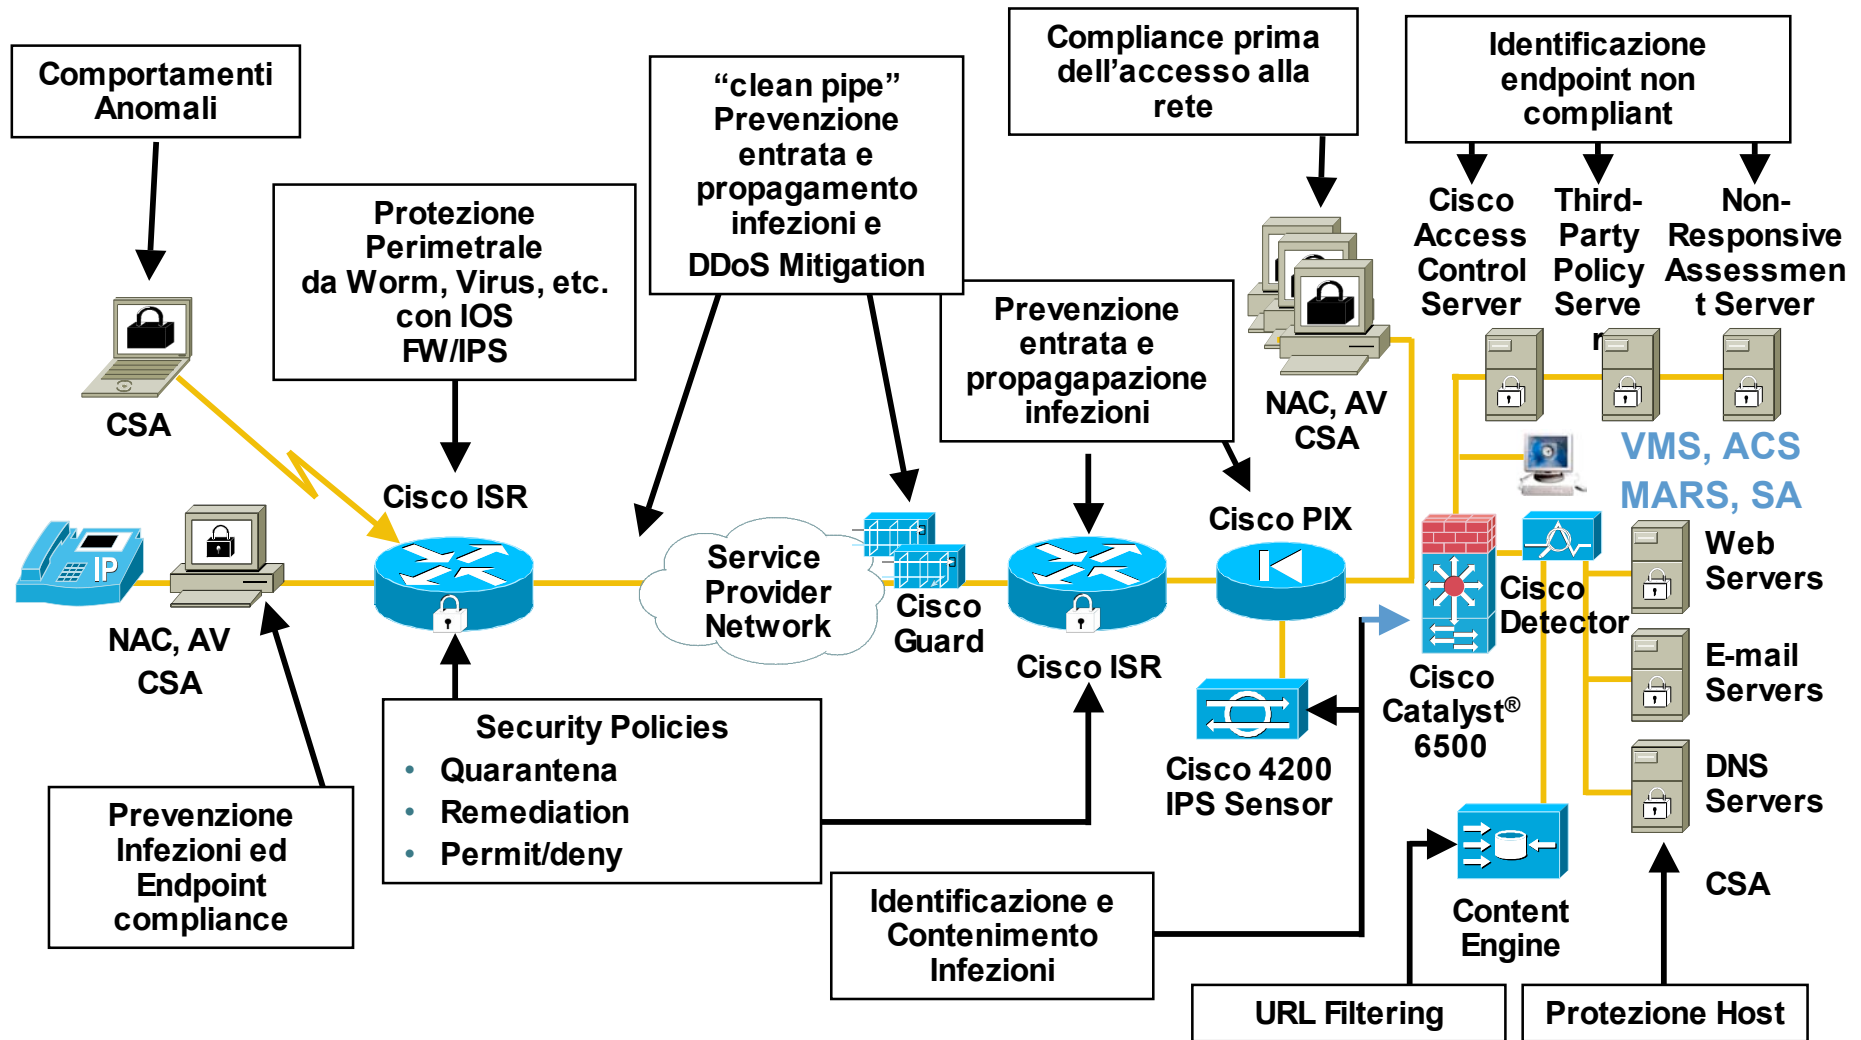 Comportamenti
Anomali
Protezione
Perimetrale
da Worm, Virus, etc.
con IOS
FW/IPS
“clean pipe”
Prevenzione
entrata e
propagamento
infezioni e
DDoS Mitigation
Compliance prima
dell’accesso alla
rete
Identificazione
endpoint non
compliant
Cisco
Access
Control
Server
Third-
Party
Policy
Serve
r
Non-
Responsive
Assessmen
t Server
Prevenzione
entrata e
propagapazione
infezioni
CSA
NAC, AV
CSA
VMS, ACS
MARS, SA
Cisco ISR
IP
NAC, AV
CSA
Service
Provider
Network
Cisco
Guard
Cisco ISR
Cisco PIX
Cisco 4200
IPS Sensor
Cisco
Catalyst®
6500
Cisco
Detector
Web
Servers
E-mail
Servers
DNS
Servers
CSA
Content
Engine
Security Policies
• Quarantena
• Remediation
• Permit/deny
Prevenzione
Infezioni ed
Endpoint
compliance
Identificazione e
Contenimento
Infezioni
URL Filtering
Protezione Host